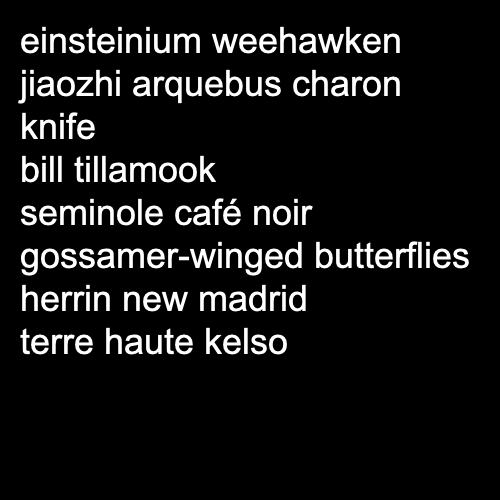 einsteinium weehawken
jiaozhi arquebus charon
knife
bill tillamook
seminole café noir
gossamer-winged butterflies
herrin new madrid
terre haute kelso